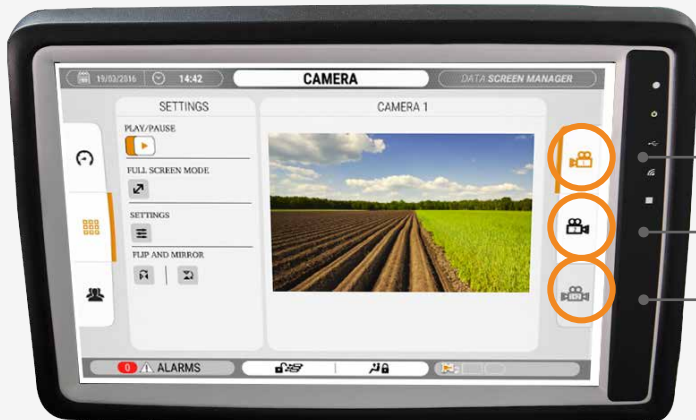 19/03/2016
14:42
CAMERA
DATA SCREEN MANAGER
SETTINGS
CAMERA 1
PLAY/PAUSE
FULL SCREEN MODE
SETTINGS
FLIP AND MIRROR
0 ALARMS